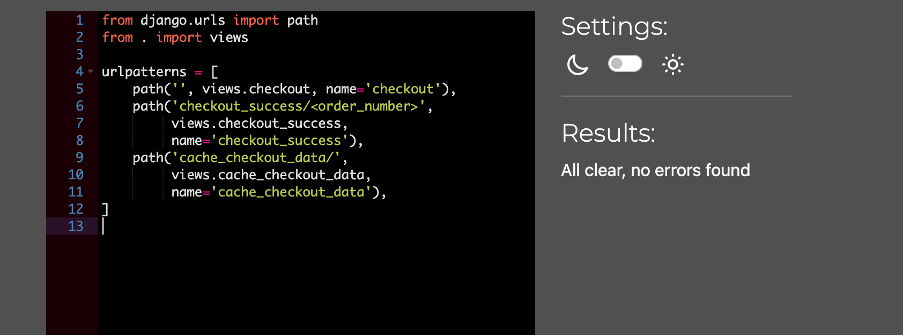 1 from django.urls import path
2 from . import views
3
4 urlpatterns = [
5     path('', views.checkout, name='checkout'),
6     path('checkout_success/<order_number>',
7          views.checkout_success,
8          name='checkout_success'),
9     path('cache_checkout_data/',
10          views.cache_checkout_data,
11          name='cache_checkout_data'),
12 ]
13
Settings:
Results:
All clear, no errors found